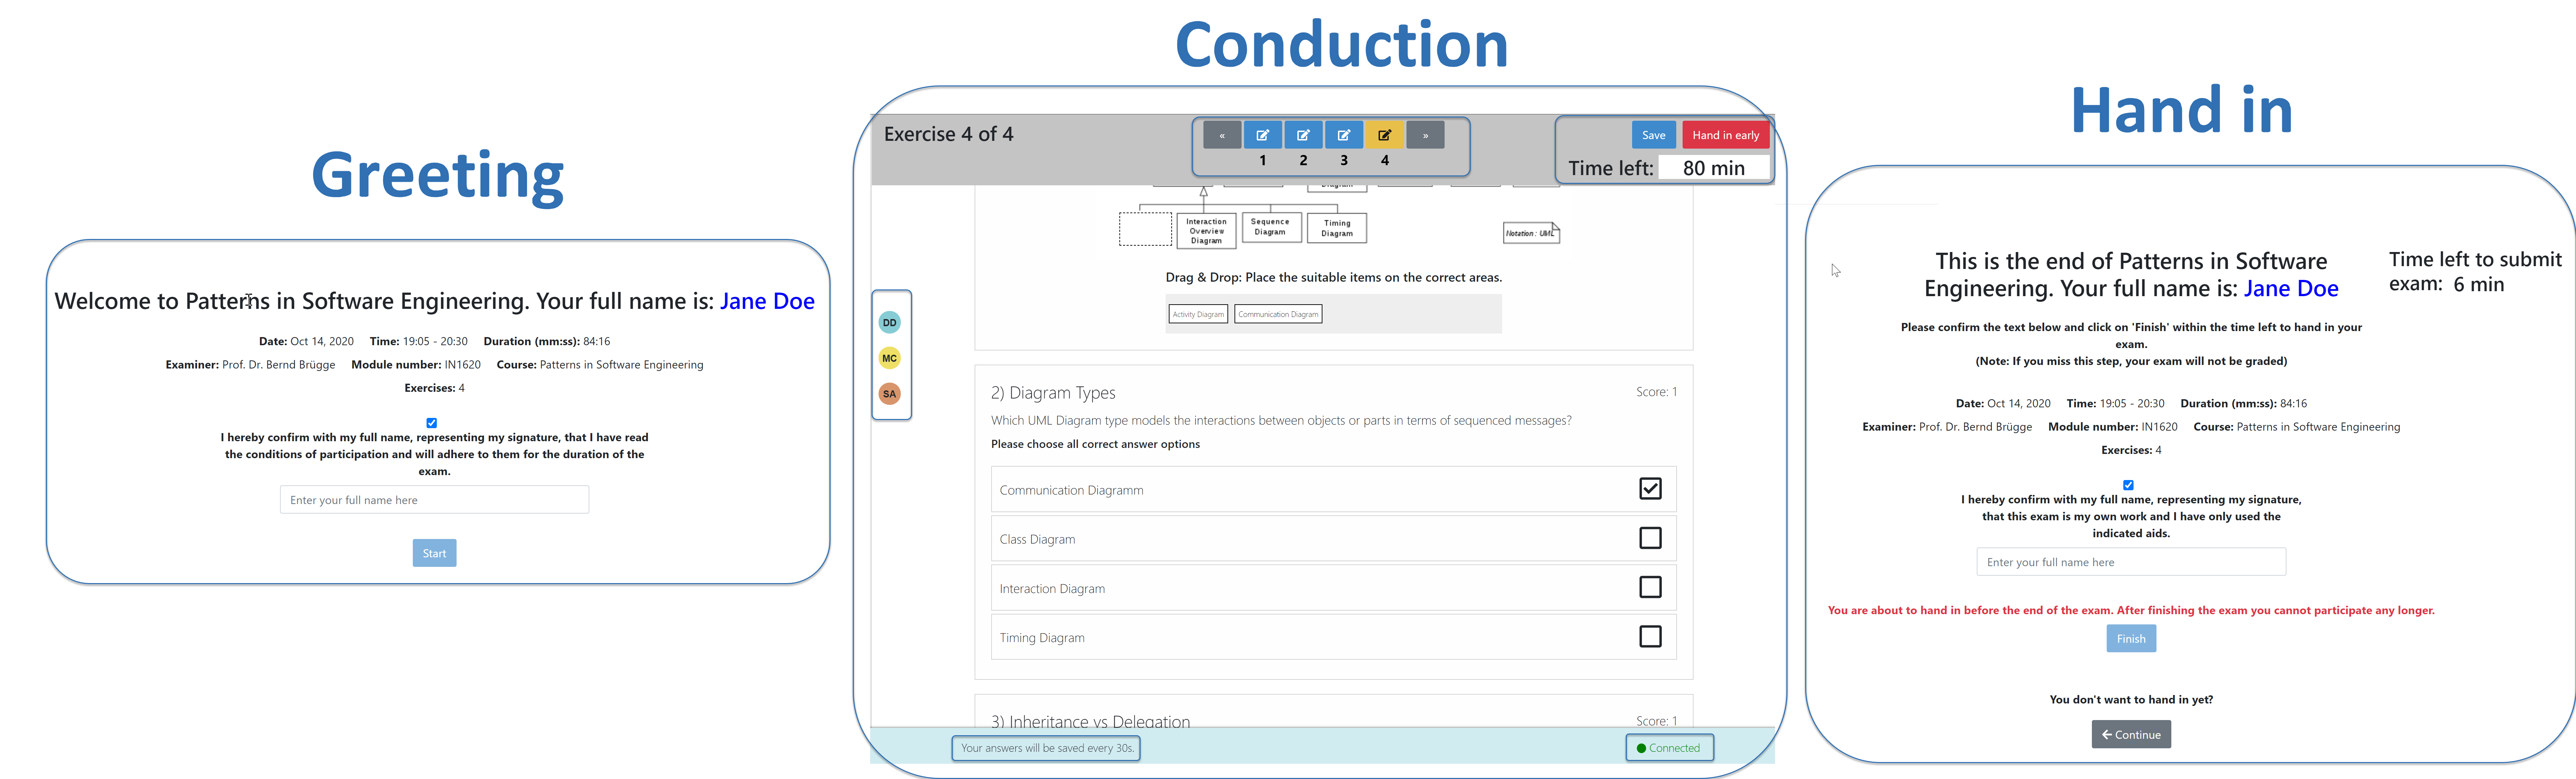 Greeting
Welcome to Patterns in Software Engineering. Your full name is: Jane Doe
Date: Oct 14, 2020 Time: 19:05 - 20:30 Duration (mm:ss): 84:16
Examiner: Prof. Dr. Bernd Brügge Module number: IN1620 Course: Patterns in Software Engineering
Exercises: 4
I hereby confirm with my full name, representing my signature, that I have read
the conditions of participation and will adhere to them for the duration of the
exam.
Enter your full name here
Start
Conduction
Exercise 4 of 4
«
»
1 2 3 4
Save
Hand in early
Time left: 80 min
Diagram
Interaction
Overview
Diagram
Sequence
Diagram
Timing
Diagram
Notation : UML
Drag & Drop: Place the suitable items on the correct areas.
Activity Diagram
Communication Diagram
DD
MC
SA
2) Diagram Types
Score: 1
Which UML Diagram type models the interactions between objects or parts in terms of sequenced messages?
Please choose all correct answer options
Communication Diagramm
Class Diagram
Interaction Diagram
Timing Diagram
3) Inheritance vs Delegation
Score: 1
Your answers will be saved every 30s.
Connected
Hand in
This is the end of Patterns in Software
Engineering. Your full name is: Jane Doe
Time left to submit
exam: 6 min
Please confirm the text below and click on 'Finish' within the time left to hand in your
exam.
(Note: If you miss this step, your exam will not be graded)
Date: Oct 14, 2020 Time: 19:05 - 20:30 Duration (mm:ss): 84:16
Examiner: Prof. Dr. Bernd Brügge Module number: IN1620 Course: Patterns in Software Engineering
Exercises: 4
I hereby confirm with my full name, representing my signature,
that this exam is my own work and I have only used the
indicated aids.
Enter your full name here
You are about to hand in before the end of the exam. After finishing the exam you cannot participate any longer.
Finish
You don't want to hand in yet?
Continue